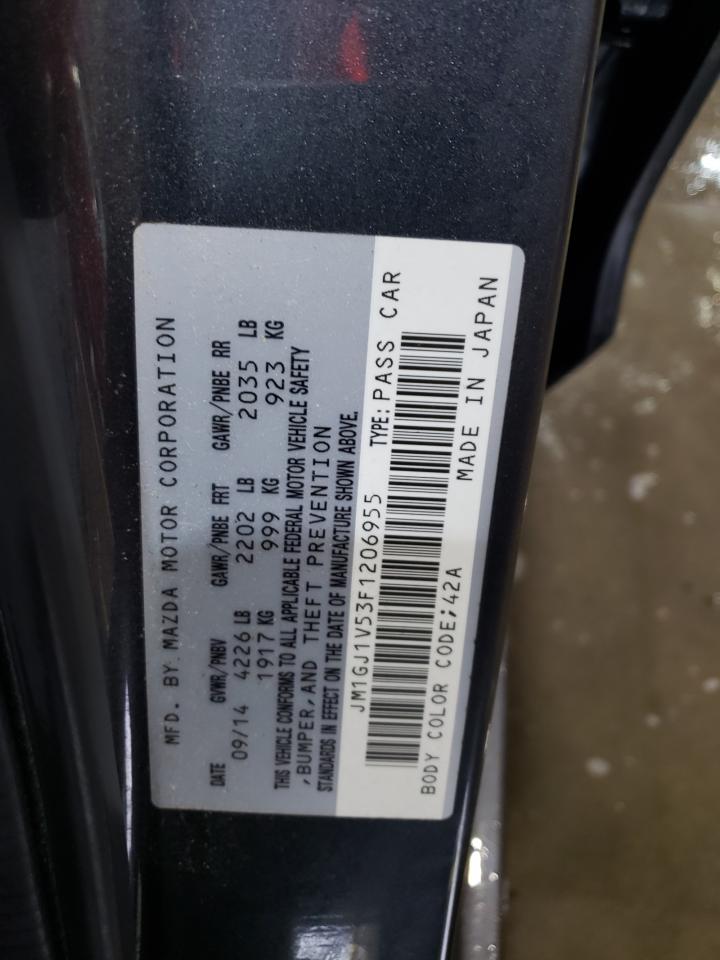 MFD. BY MAZDA MOTOR CORPORATION
DATE GVWR/PNBV GAWR/PNBE FRT GAWR/PNBE RR
09/14 4226 LB 2202 LB 2035 LB
1917 KG 999 KG 923 KG
THIS VEHICLE CONFORMS TO ALL APPLICABLE FEDERAL MOTOR VEHICLE SAFETY
,BUMPER,AND THEFT PREVENTION
STANDARDS IN EFFECT ON THE DATE OF MANUFACTURE SHOWN ABOVE.
JM1GJ1V53F1206955 TYPE: PASS CAR
BODY COLOR CODE;42A MADE IN JAPAN